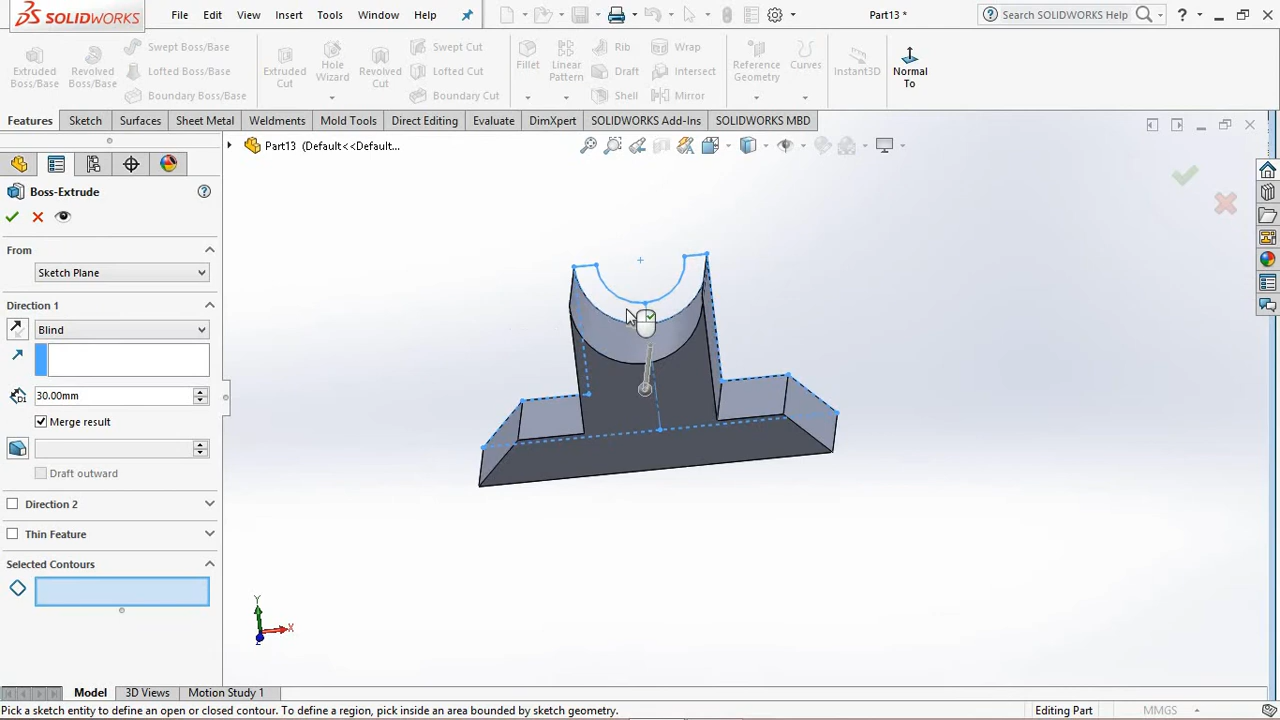 SOLIDWORKS File Edit View Insert Tools Window Help Part13 * Search SOLIDWORKS Help ?
Extruded Boss/Base
Revolved Boss/Base
Swept Boss/Base
Lofted Boss/Base
Boundary Boss/Base
Extruded Cut
Hole Wizard
Revolved Cut
Swept Cut
Lofted Cut
Boundary Cut
Fillet
Linear Pattern
Rib
Draft
Shell
Wrap
Intersect
Mirror
Reference Geometry
Curves
Instant3D
Normal To
Features Sketch Surfaces Sheet Metal Weldments Mold Tools Direct Editing Evaluate DimXpert SOLIDWORKS Add-Ins SOLIDWORKS MBD
Part13 (Default<<Default...
Boss-Extrude
From
Sketch Plane
Direction 1
Blind
30.00mm
Merge result
Draft outward
Direction 2
Thin Feature
Selected Contours
Y
X
Z
Model 3D Views Motion Study 1
Pick a sketch entity to define an open or closed contour. To define a region, pick inside an area bounded by sketch geometry. Editing Part MMGS